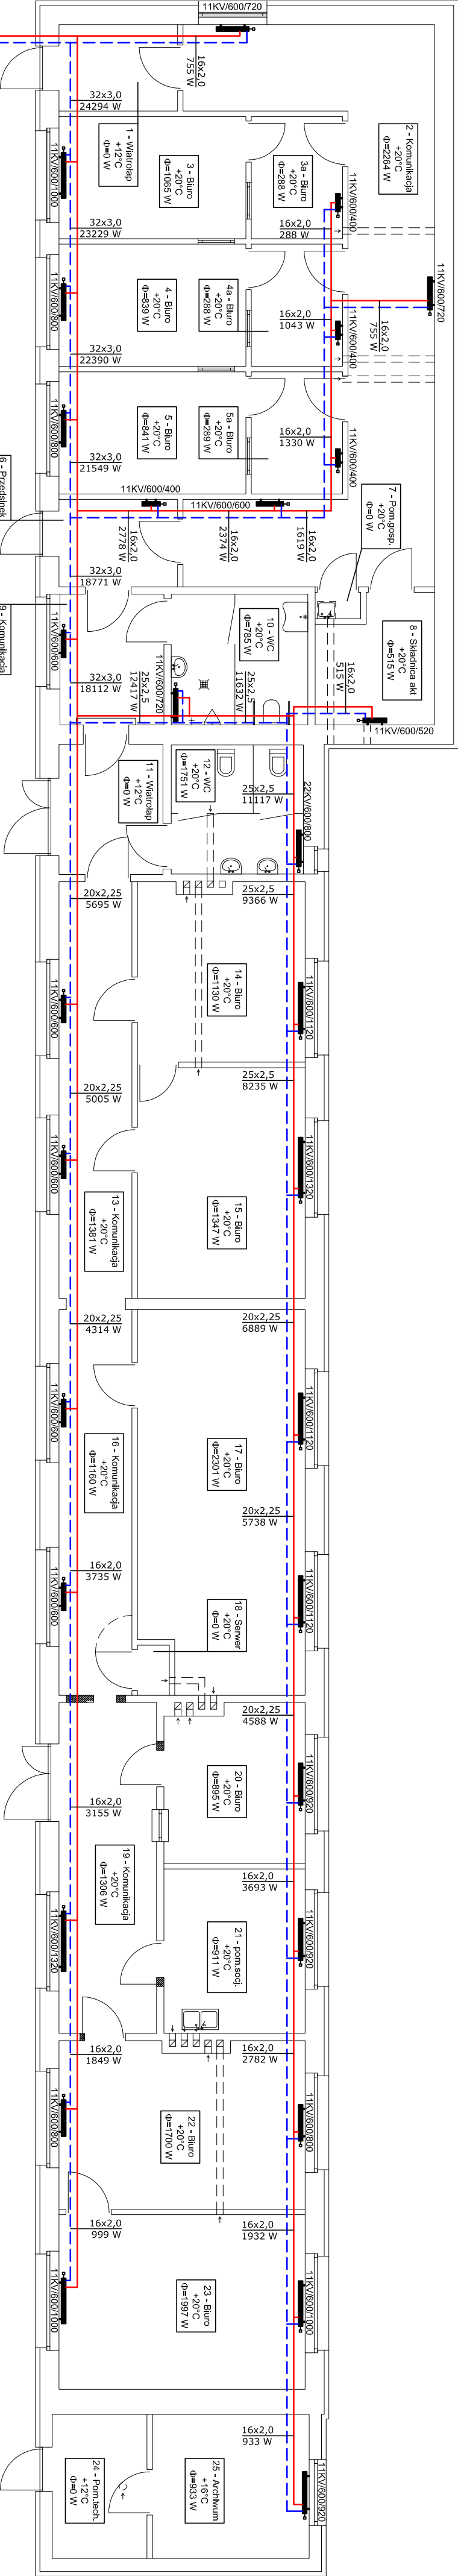 11KV/600/720
16x2,0
755 W
32x3,0
24294 W
1 - Wiatrołap
+12°C
Φ=0 W
11KV/600/1000
3 - Biuro
+20°C
Φ=1065 W
3a - Biuro
+20°C
Φ=288 W
2 - Komunikacja
+20°C
Φ=2264 W
11KV/600/400
16x2,0
288 W
32x3,0
23229 W
11KV/600/720
16x2,0
755 W
11KV/600/800
4 - Biuro
+20°C
Φ=839 W
4a - Biuro
+20°C
Φ=288 W
16x2,0
1043 W
11KV/600/400
32x3,0
22390 W
11KV/600/800
5 - Biuro
+20°C
Φ=841 W
5a - Biuro
+20°C
Φ=289 W
16x2,0
1330 W
11KV/600/400
32x3,0
21549 W
11KV/600/400
11KV/600/600
6 - Przedsinek
16x2,0
2778 W
16x2,0
2374 W
16x2,0
1619 W
7 - Pom.gosp.
+20°C
Φ=0 W
32x3,0
18771 W
9 - Komunikacja
11KV/600/600
10 - WC
+20°C
Φ=785 W
8 - Składnica akt
+20°C
Φ=515 W
32x3,0
18112 W
25x2,5
12417 W
11KV/600/720
25x2,5
11632 W
16x2,0
515 W
11KV/600/520
11 - Wiatrołap
+12°C
Φ=0 W
12 - WC
+20°C
Φ=1751 W
25x2,5
11117 W
22KV/600/800
20x2,25
5695 W
25x2,5
9366 W
11KV/600/600
14 - Biuro
+20°C
Φ=1130 W
11KV/600/1120
20x2,25
5005 W
25x2,5
8235 W
11KV/600/600
13 - Komunikacja
+20°C
Φ=1381 W
15 - Biuro
+20°C
Φ=1347 W
11KV/600/1320
20x2,25
4314 W
20x2,25
6889 W
11KV/600/600
16 - Komunikacja
+20°C
Φ=1160 W
17 - Biuro
+20°C
Φ=2301 W
11KV/600/1120
16x2,0
3735 W
20x2,25
5738 W
11KV/600/600
18 - Serwer
+20°C
Φ=0 W
11KV/600/1120
20x2,25
4588 W
16x2,0
3155 W
20 - Biuro
+20°C
Φ=895 W
11KV/600/920
19 - Komunikacja
+20°C
Φ=1306 W
16x2,0
3693 W
11KV/600/1320
21 - pom.socj.
+20°C
Φ=911 W
11KV/600/920
16x2,0
1849 W
16x2,0
2782 W
11KV/600/800
22 - Biuro
+20°C
Φ=1700 W
11KV/600/800
16x2,0
999 W
16x2,0
1932 W
11KV/600/1000
23 - Biuro
+20°C
Φ=1997 W
11KV/600/1000
16x2,0
933 W
24 - Pom.tech.
+12°C
Φ=0 W
25 - Archiwum
+16°C
Φ=933 W
11KV/600/920